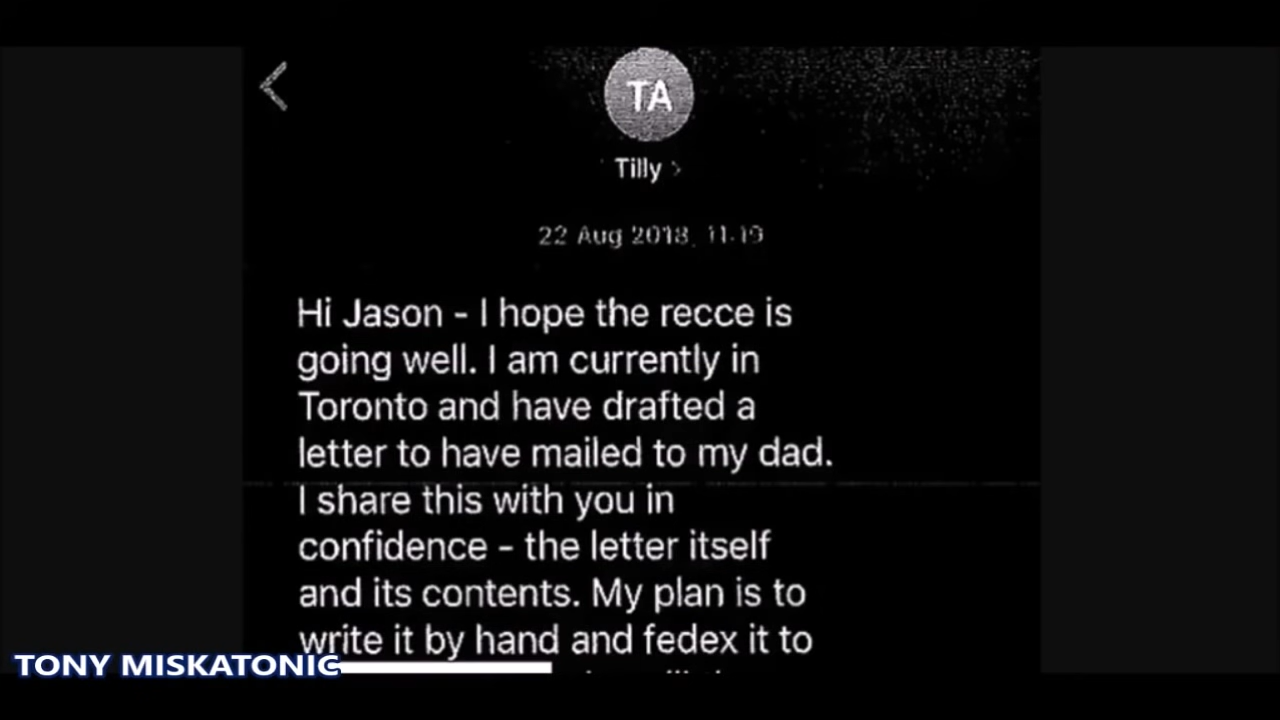 TA
Tilly >
22 Aug 2018, 11:19
Hi Jason - I hope the recce is
going well. I am currently in
Toronto and have drafted a
letter to have mailed to my dad.
I share this with you in
confidence - the letter itself
and its contents. My plan is to
write it by hand and fedex it to
TONY MISKATONIC